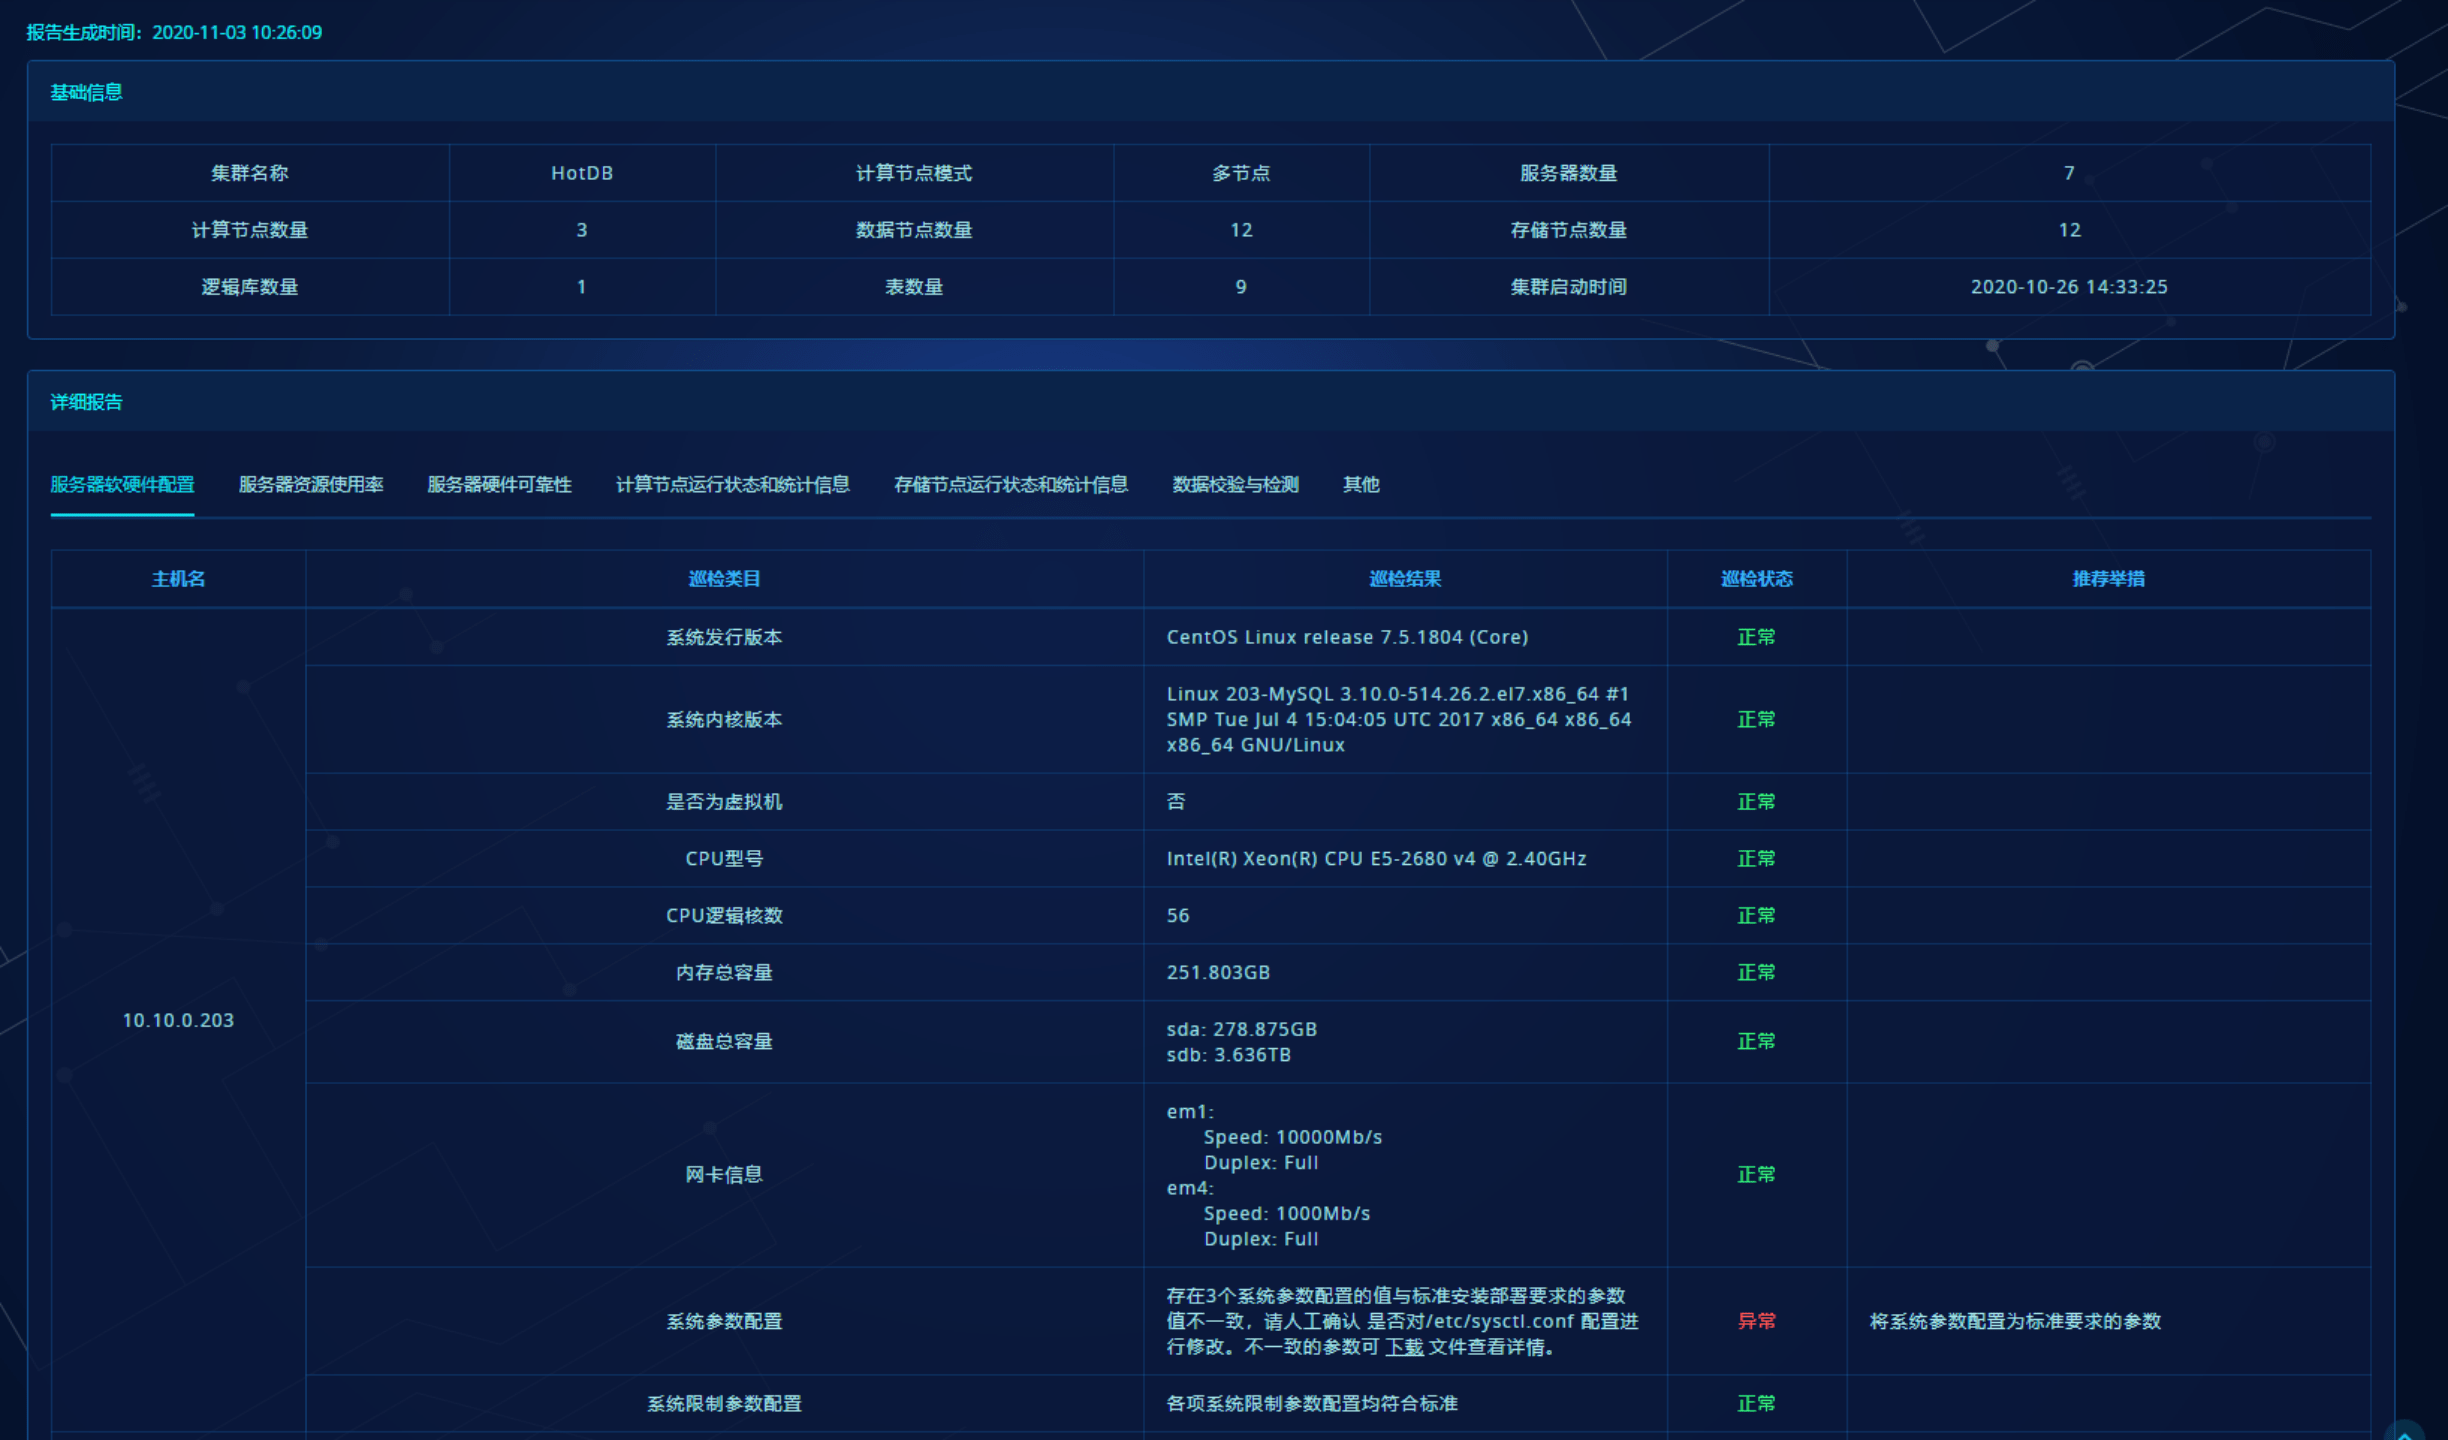 报告生成时间：2020-11-03 10:26:09
基础信息
集群名称 HotDB 计算节点模式 多节点 服务器数量 7
计算节点数量 3 数据节点数量 12 存储节点数量 12
逻辑库数量 1 表数量 9 集群启动时间 2020-10-26 14:33:25
详细报告
服务器软硬件配置 服务器资源使用率 服务器硬件可靠性 计算节点运行状态和统计信息 存储节点运行状态和统计信息 数据校验与检测 其他
主机名 巡检类目 巡检结果 巡检状态 推荐举措
10.10.0.203
系统发行版本 CentOS Linux release 7.5.1804 (Core) 正常
系统内核版本 Linux 203-MySQL 3.10.0-514.26.2.el7.x86_64 #1
SMP Tue Jul 4 15:04:05 UTC 2017 x86_64 x86_64
x86_64 GNU/Linux 正常
是否为虚拟机 否 正常
CPU型号 Intel(R) Xeon(R) CPU E5-2680 v4 @ 2.40GHz 正常
CPU逻辑核数 56 正常
内存总容量 251.803GB 正常
磁盘总容量 sda: 278.875GB
sdb: 3.636TB 正常
网卡信息 em1:
Speed: 10000Mb/s
Duplex: Full
em4:
Speed: 1000Mb/s
Duplex: Full 正常
系统参数配置 存在3个系统参数配置的值与标准安装部署要求的参数
值不一致，请人工确认 是否对/etc/sysctl.conf 配置进
行修改。不一致的参数可 下载 文件查看详情。 异常 将系统参数配置为标准要求的参数
系统限制参数配置 各项系统限制参数配置均符合标准 正常